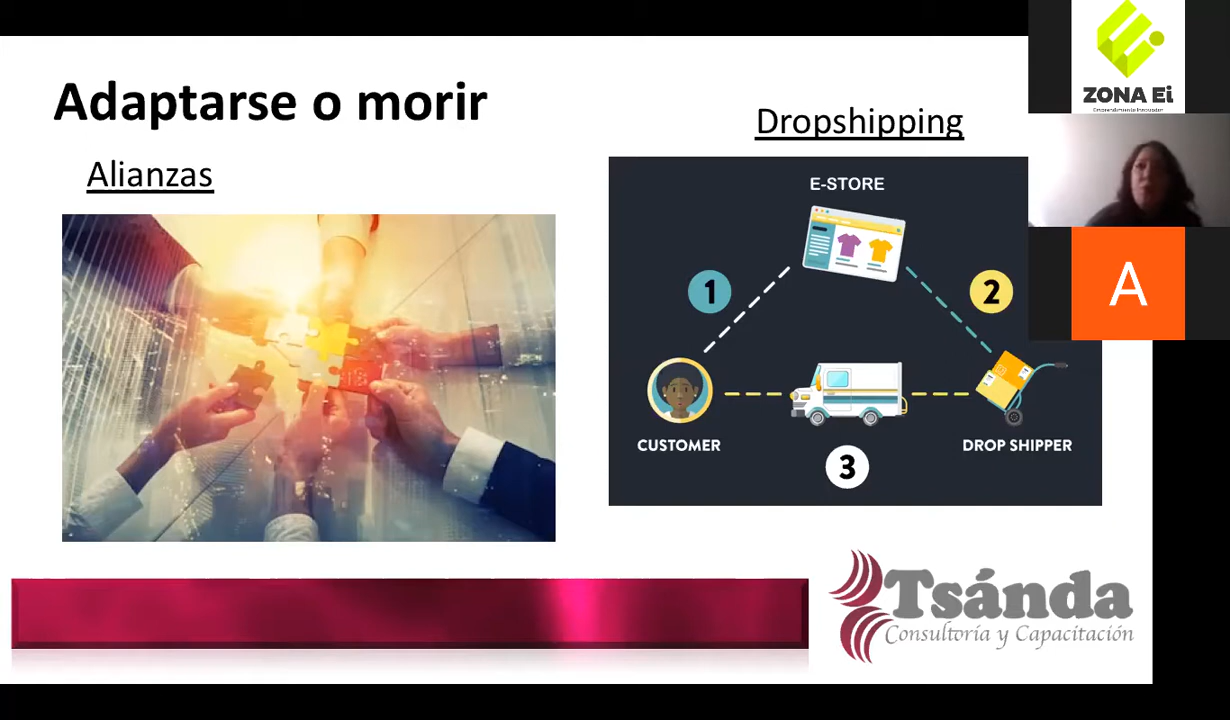 Adaptarse o morir
Alianzas
Dropshipping
E-STORE
1
2
CUSTOMER
DROP SHIPPER
3
Tsánda
Consultoría y Capacitación
ZONA Ei
A